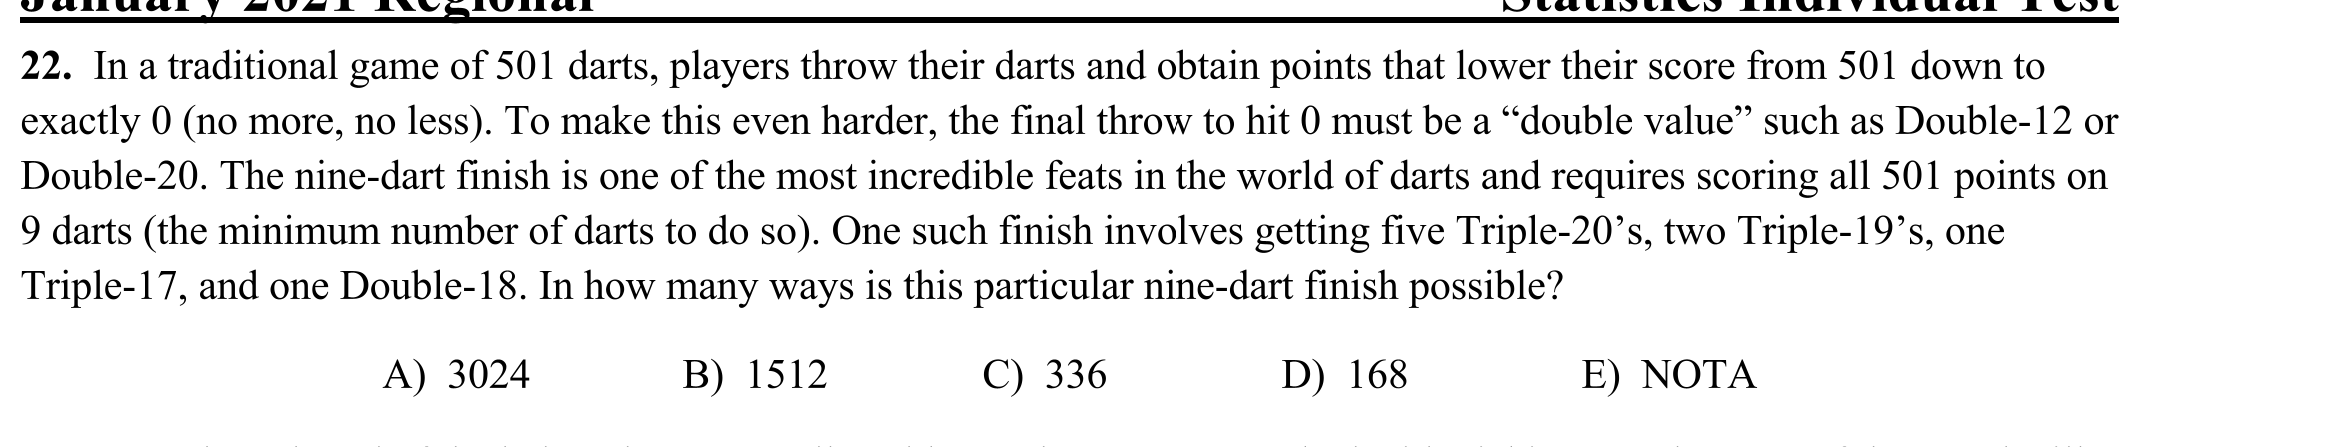 January 2021 Regional Statistics Individual Test
22. In a traditional game of 501 darts, players throw their darts and obtain points that lower their score from 501 down to
exactly 0 (no more, no less). To make this even harder, the final throw to hit 0 must be a “double value” such as Double-12 or
Double-20. The nine-dart finish is one of the most incredible feats in the world of darts and requires scoring all 501 points on
9 darts (the minimum number of darts to do so). One such finish involves getting five Triple-20’s, two Triple-19’s, one
Triple-17, and one Double-18. In how many ways is this particular nine-dart finish possible?
A) 3024 B) 1512 C) 336 D) 168 E) NOTA